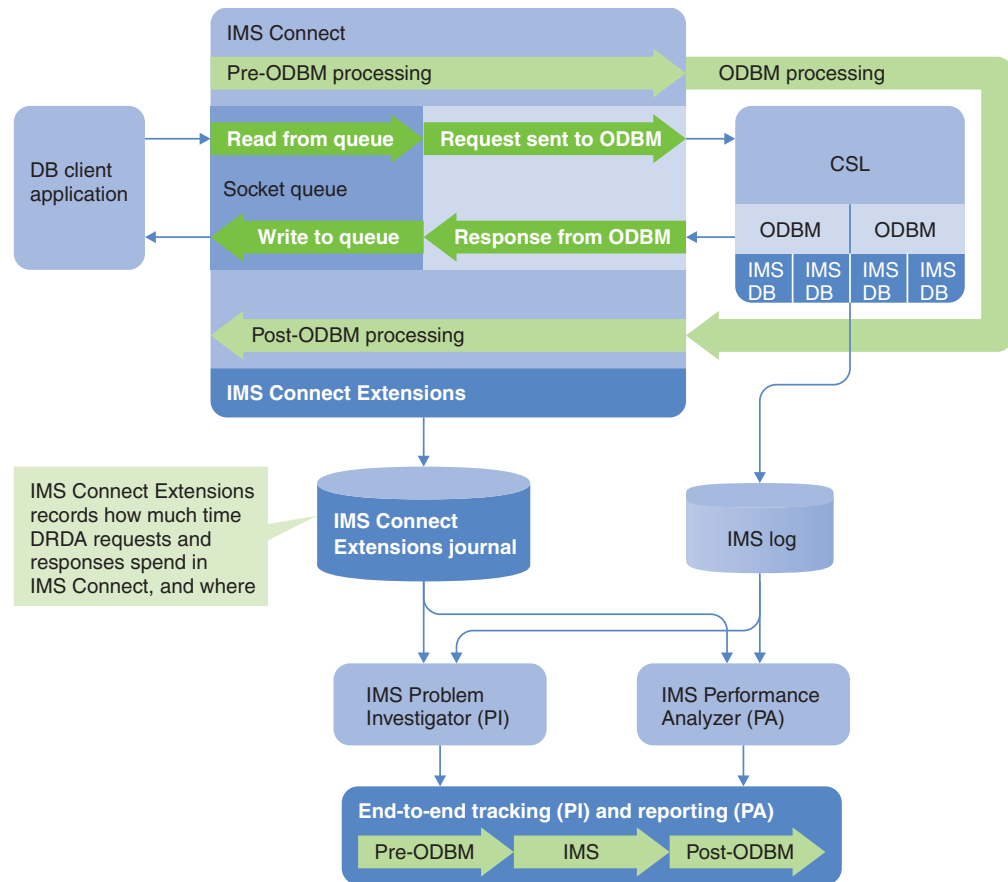 IMS Connect
Pre-ODBM processing
ODBM processing
DB client
application
Read from queue
Request sent to ODBM
CSL
Socket queue
Write to queue
Response from ODBM
ODBM
ODBM
IMS
DB
IMS
DB
IMS
DB
IMS
DB
Post-ODBM processing
IMS Connect Extensions
IMS Connect Extensions
records how much time
DRDA requests and
responses spend in
IMS Connect, and where
IMS Connect
Extensions journal
IMS log
IMS Problem
Investigator (PI)
IMS Performance
Analyzer (PA)
End-to-end tracking (PI) and reporting (PA)
Pre-ODBM
IMS
Post-ODBM